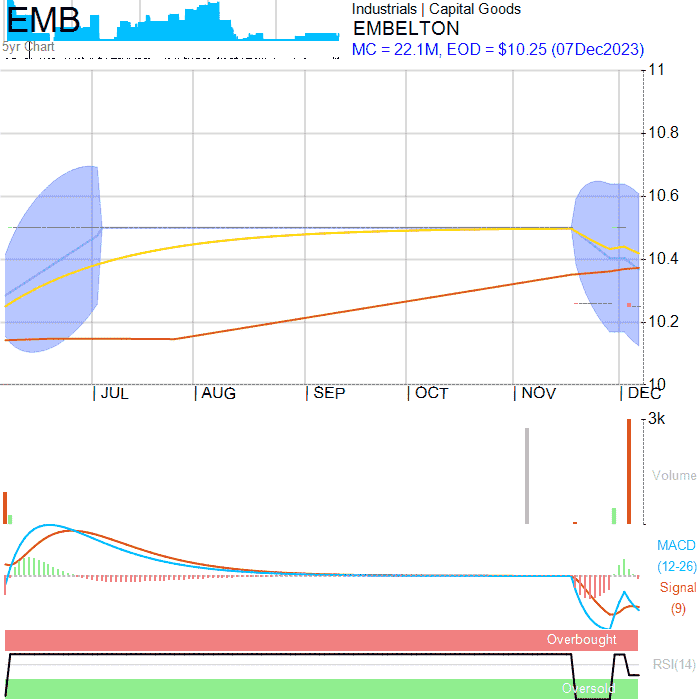 EMB
5yr Chart
Industrials | Capital Goods
EMBELTON
MC = 22.1M, EOD = $10.25 (07Dec2023)
11
10.8
10.6
10.4
10.2
10
JUL AUG SEP OCT NOV DEC
3k
Volume
MACD
(12-26)
Signal
(9)
Overbought
RSI(14)
Oversold